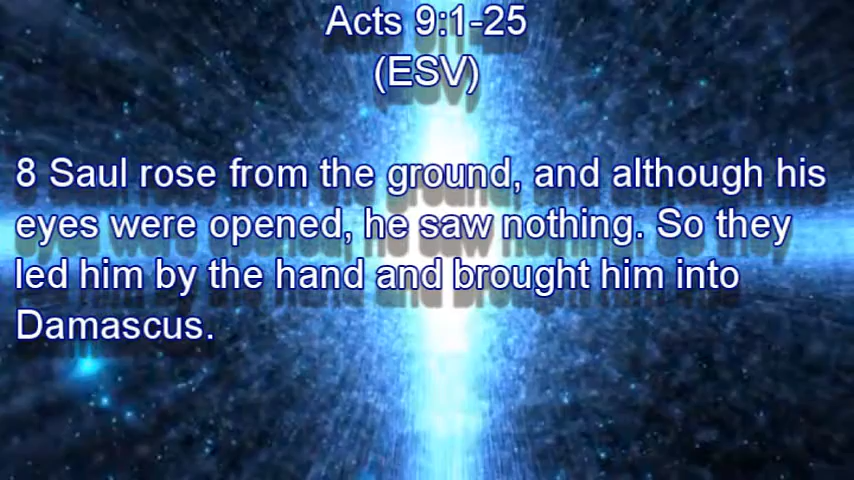 Acts 9:1-25
(ESV)
8 Saul rose from the ground, and although his
eyes were opened, he saw nothing. So they
led him by the hand and brought him into
Damascus.